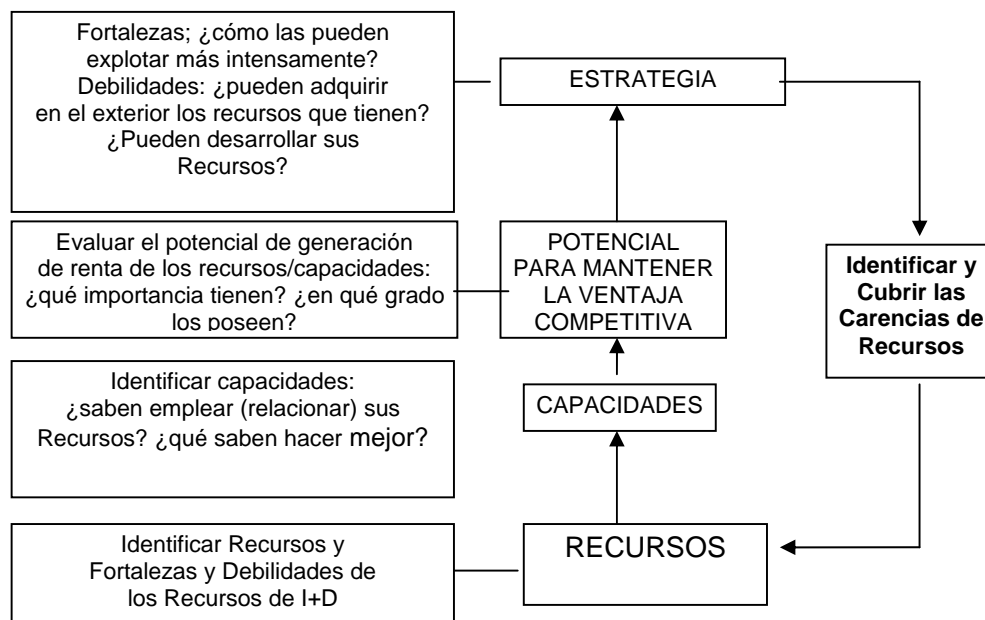 Fortalezas; ¿cómo las pueden
explotar más intensamente?
Debilidades: ¿pueden adquirir
en el exterior los recursos que tienen?
¿Pueden desarrollar sus
Recursos?
ESTRATEGIA
Evaluar el potencial de generación
de renta de los recursos/capacidades:
¿qué importancia tienen? ¿en qué grado
los poseen?
POTENCIAL
PARA MANTENER
LA VENTAJA
COMPETITIVA
Identificar y
Cubrir las
Carencias de
Recursos
Identificar capacidades:
¿saben emplear (relacionar) sus
Recursos? ¿qué saben hacer mejor?
CAPACIDADES
Identificar Recursos y
Fortalezas y Debilidades de
los Recursos de I+D
RECURSOS